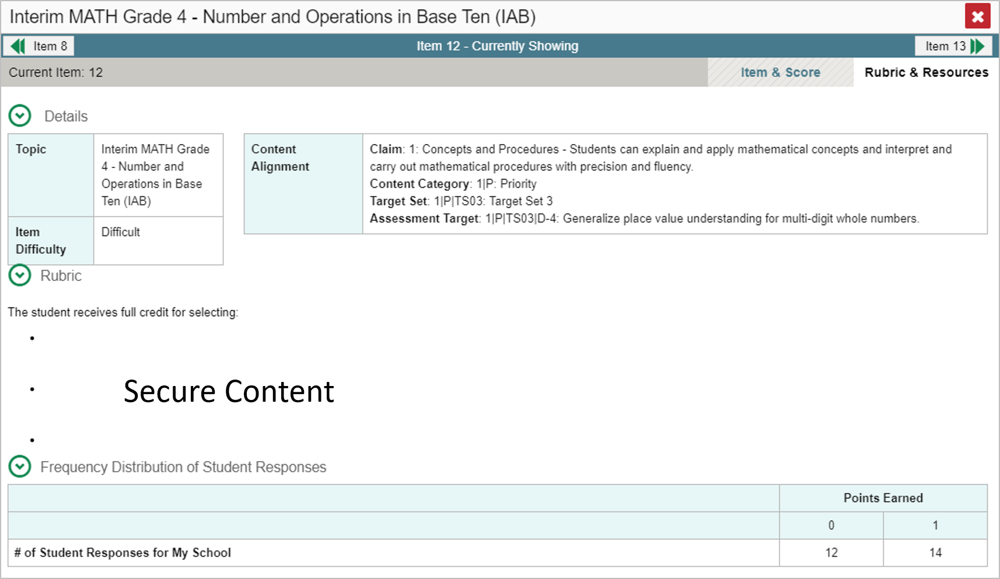 Interim MATH Grade 4 - Number and Operations in Base Ten (IAB)
Item 8
Item 12 - Currently Showing
Item 13
Current Item: 12
Item & Score
Rubric & Resources
Details
Topic
Interim MATH Grade
4 - Number and
Operations in Base
Ten (IAB)
Item
Difficulty
Difficult
Content
Alignment
Claim: 1: Concepts and Procedures - Students can explain and apply mathematical concepts and interpret and
carry out mathematical procedures with precision and fluency.
Content Category: 1|P: Priority
Target Set: 1|P|TS03: Target Set 3
Assessment Target: 1|P|TS03|D-4: Generalize place value understanding for multi-digit whole numbers.
Rubric
The student receives full credit for selecting:
Secure Content
Frequency Distribution of Student Responses
Points Earned
0 1
# of Student Responses for My School 12 14